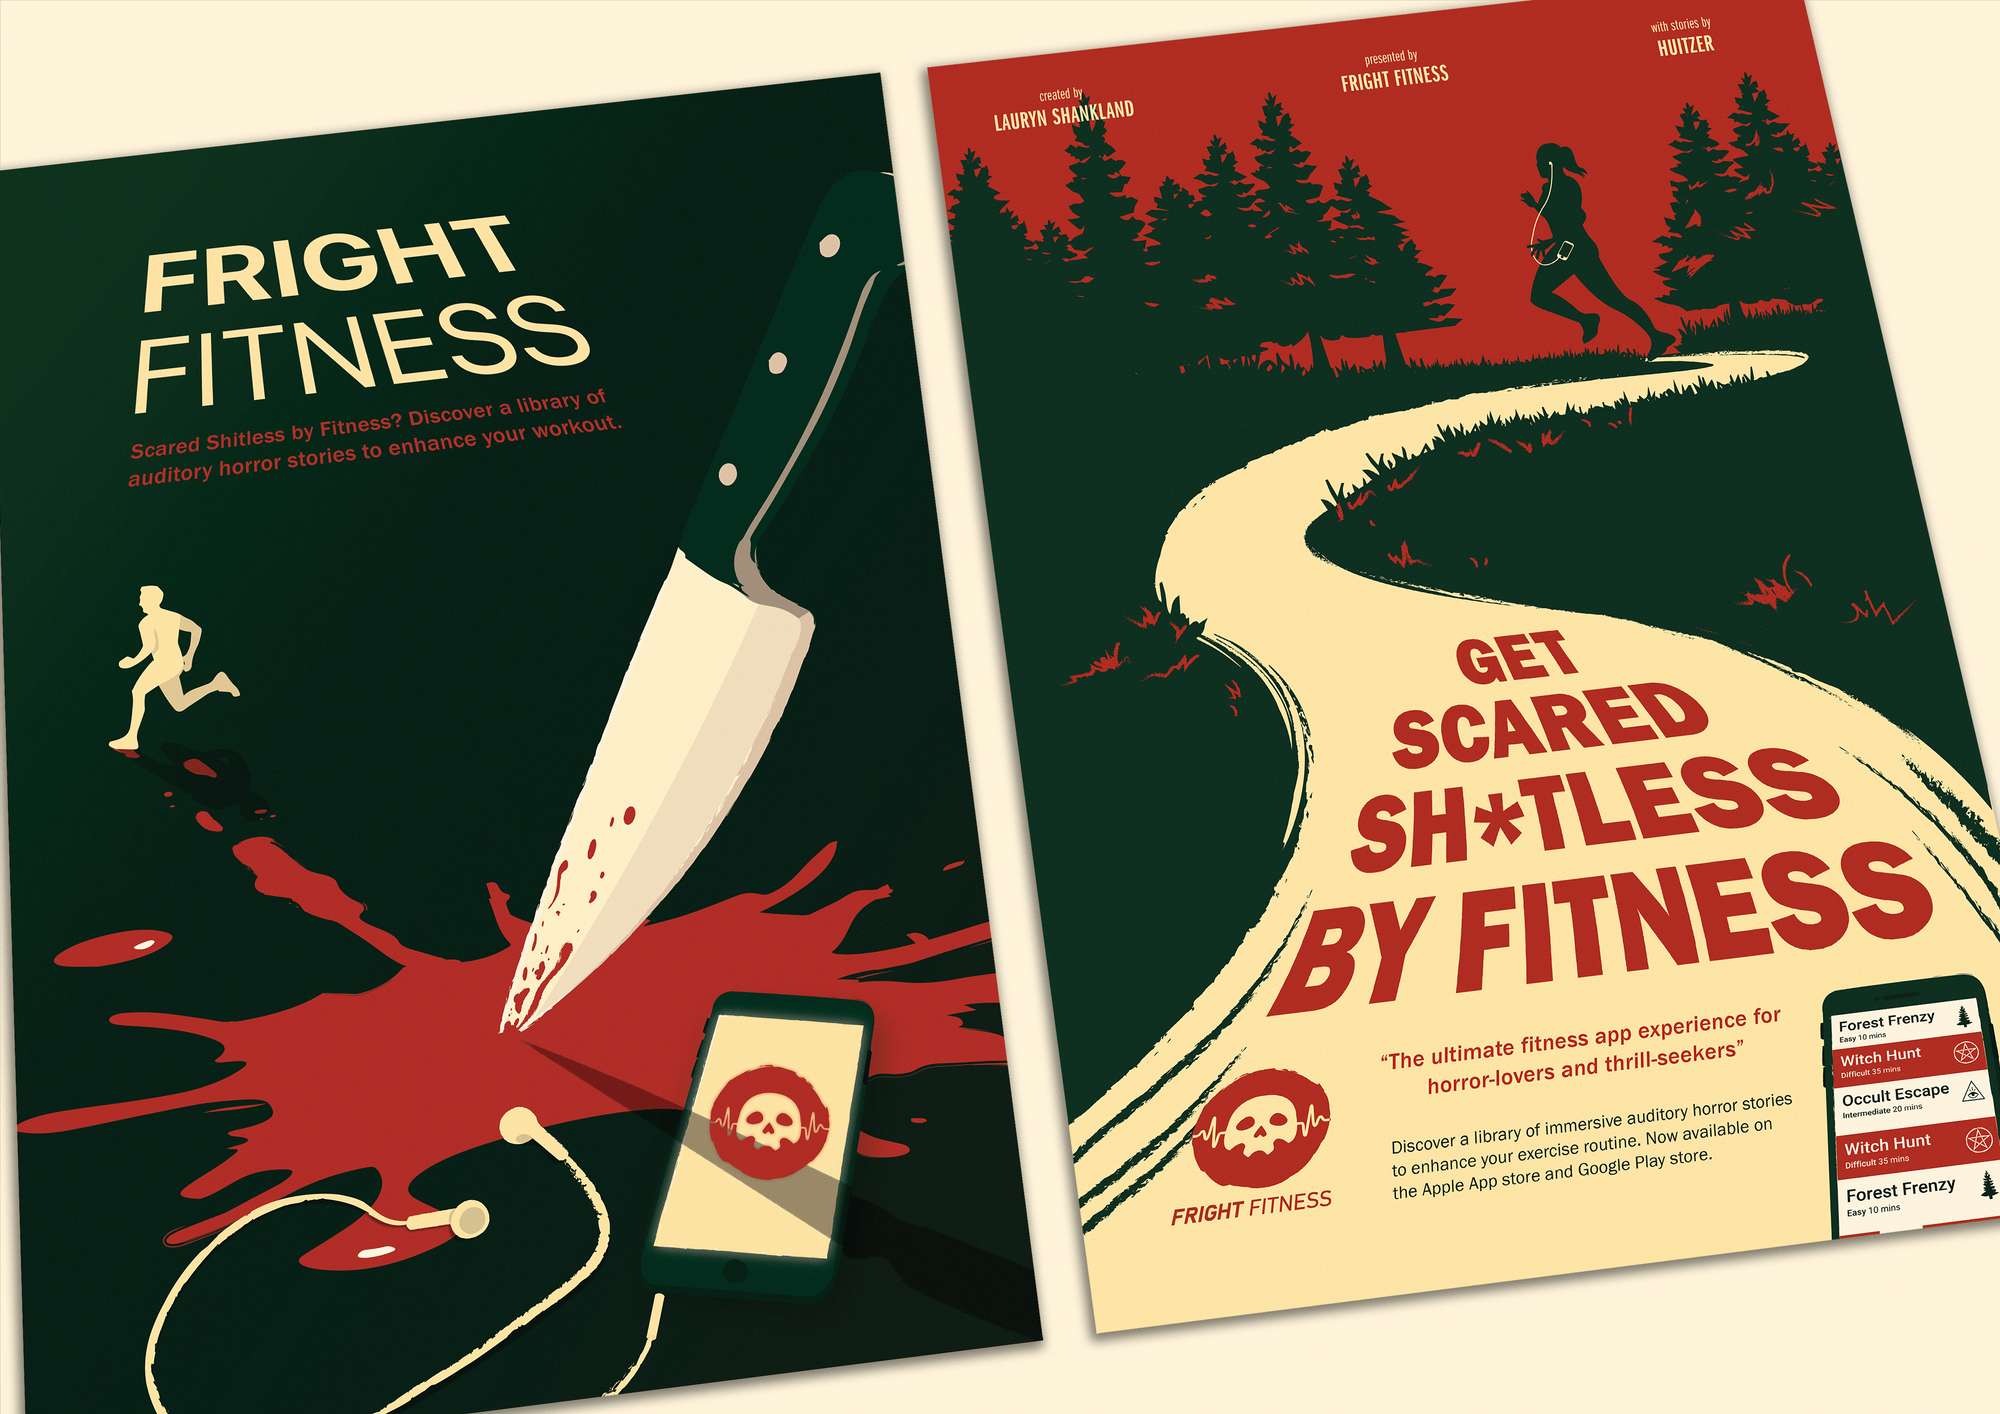 FRIGHT
FITNESS
Scared Shitless by Fitness? Discover a library of
auditory horror stories to enhance your workout.
created by
LAURYN SHANKLAND
presented by
FRIGHT FITNESS
with stories by
HUITZER
GET
SCARED
SH*TLESS
BY FITNESS
“The ultimate fitness app experience for
horror-lovers and thrill-seekers”
Discover a library of immersive auditory horror stories
to enhance your exercise routine. Now available on
the Apple App store and Google Play store.
FRIGHT FITNESS
Forest Frenzy
Easy 10 mins
Witch Hunt
Difficult 35 mins
Occult Escape
Intermediate 20 mins
Witch Hunt
Difficult 35 mins
Forest Frenzy
Easy 10 mins